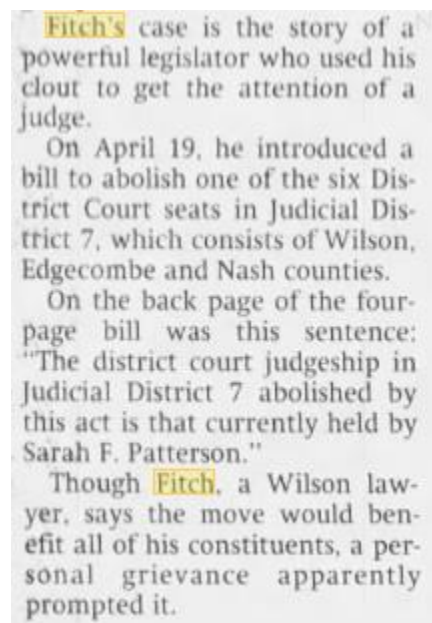 Fitch's case is the story of a
powerful legislator who used his
clout to get the attention of a
judge.
On April 19, he introduced a
bill to abolish one of the six Dis-
trict Court seats in Judicial Dis-
trict 7, which consists of Wilson,
Edgecombe and Nash counties.
On the back page of the four-
page bill was this sentence:
"The district court judgeship in
Judicial District 7 abolished by
this act is that currently held by
Sarah F. Patterson."
Though Fitch, a Wilson law-
yer, says the move would ben-
efit all of his constituents, a per-
sonal grievance apparently
prompted it.